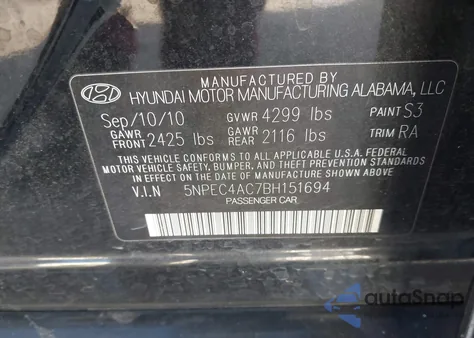 MANUFACTURED BY
HYUNDAI MOTOR MANUFACTURING ALABAMA, LLC
Sep/10/10 GVWR 4299 lbs PAINT S3
GAWR FRONT 2425 lbs GAWR REAR 2116 lbs TRIM RA
THIS VEHICLE CONFORMS TO ALL APPLICABLE U.S.A. FEDERAL
MOTOR VEHICLE SAFETY, BUMPER, AND THEFT PREVENTION STANDARDS
IN EFFECT ON THE DATE OF MANUFACTURE SHOWN ABOVE.
V.I.N 5NPEC4AC7BH151694
PASSENGER CAR
autoSnap